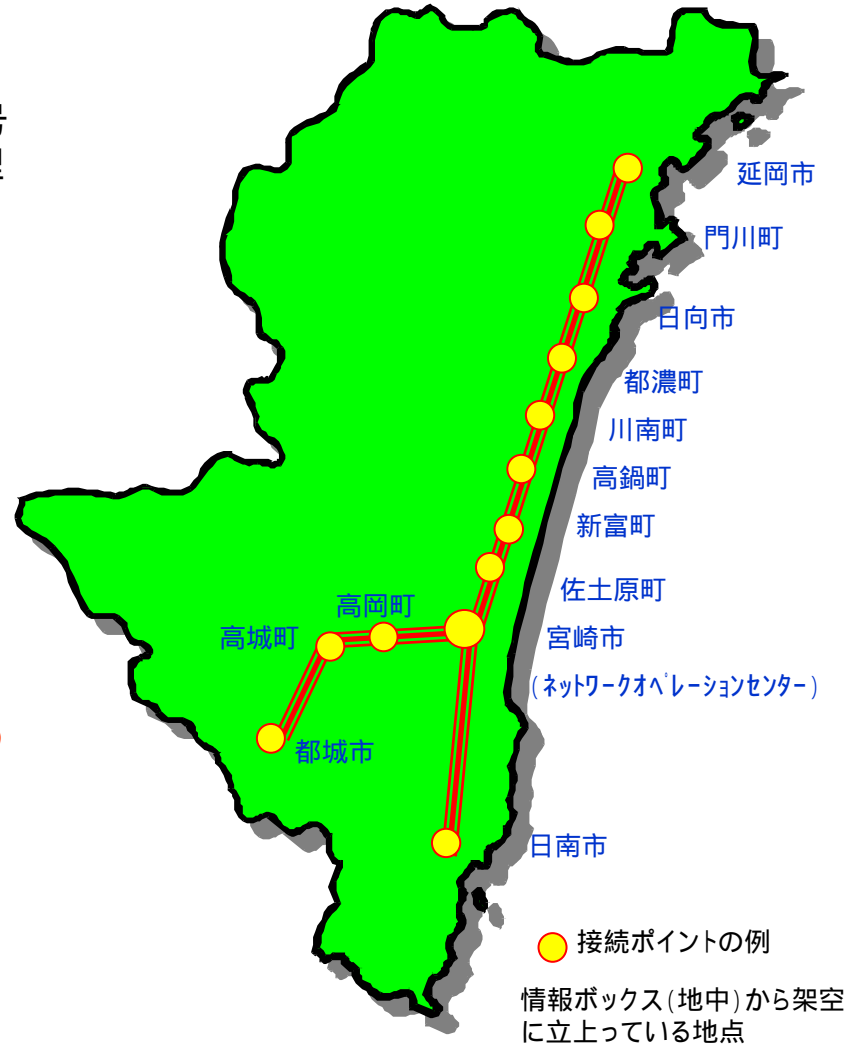 号
延岡市
門川町
日向市
都濃町
川南町
高鍋町
新富町
佐土原町
高岡町
高城町
宮崎市
(ネットワークオペレーションセンター)
都城市
日南市
接続ポイントの例
情報ボックス(地中)から架空
に立上っている地点